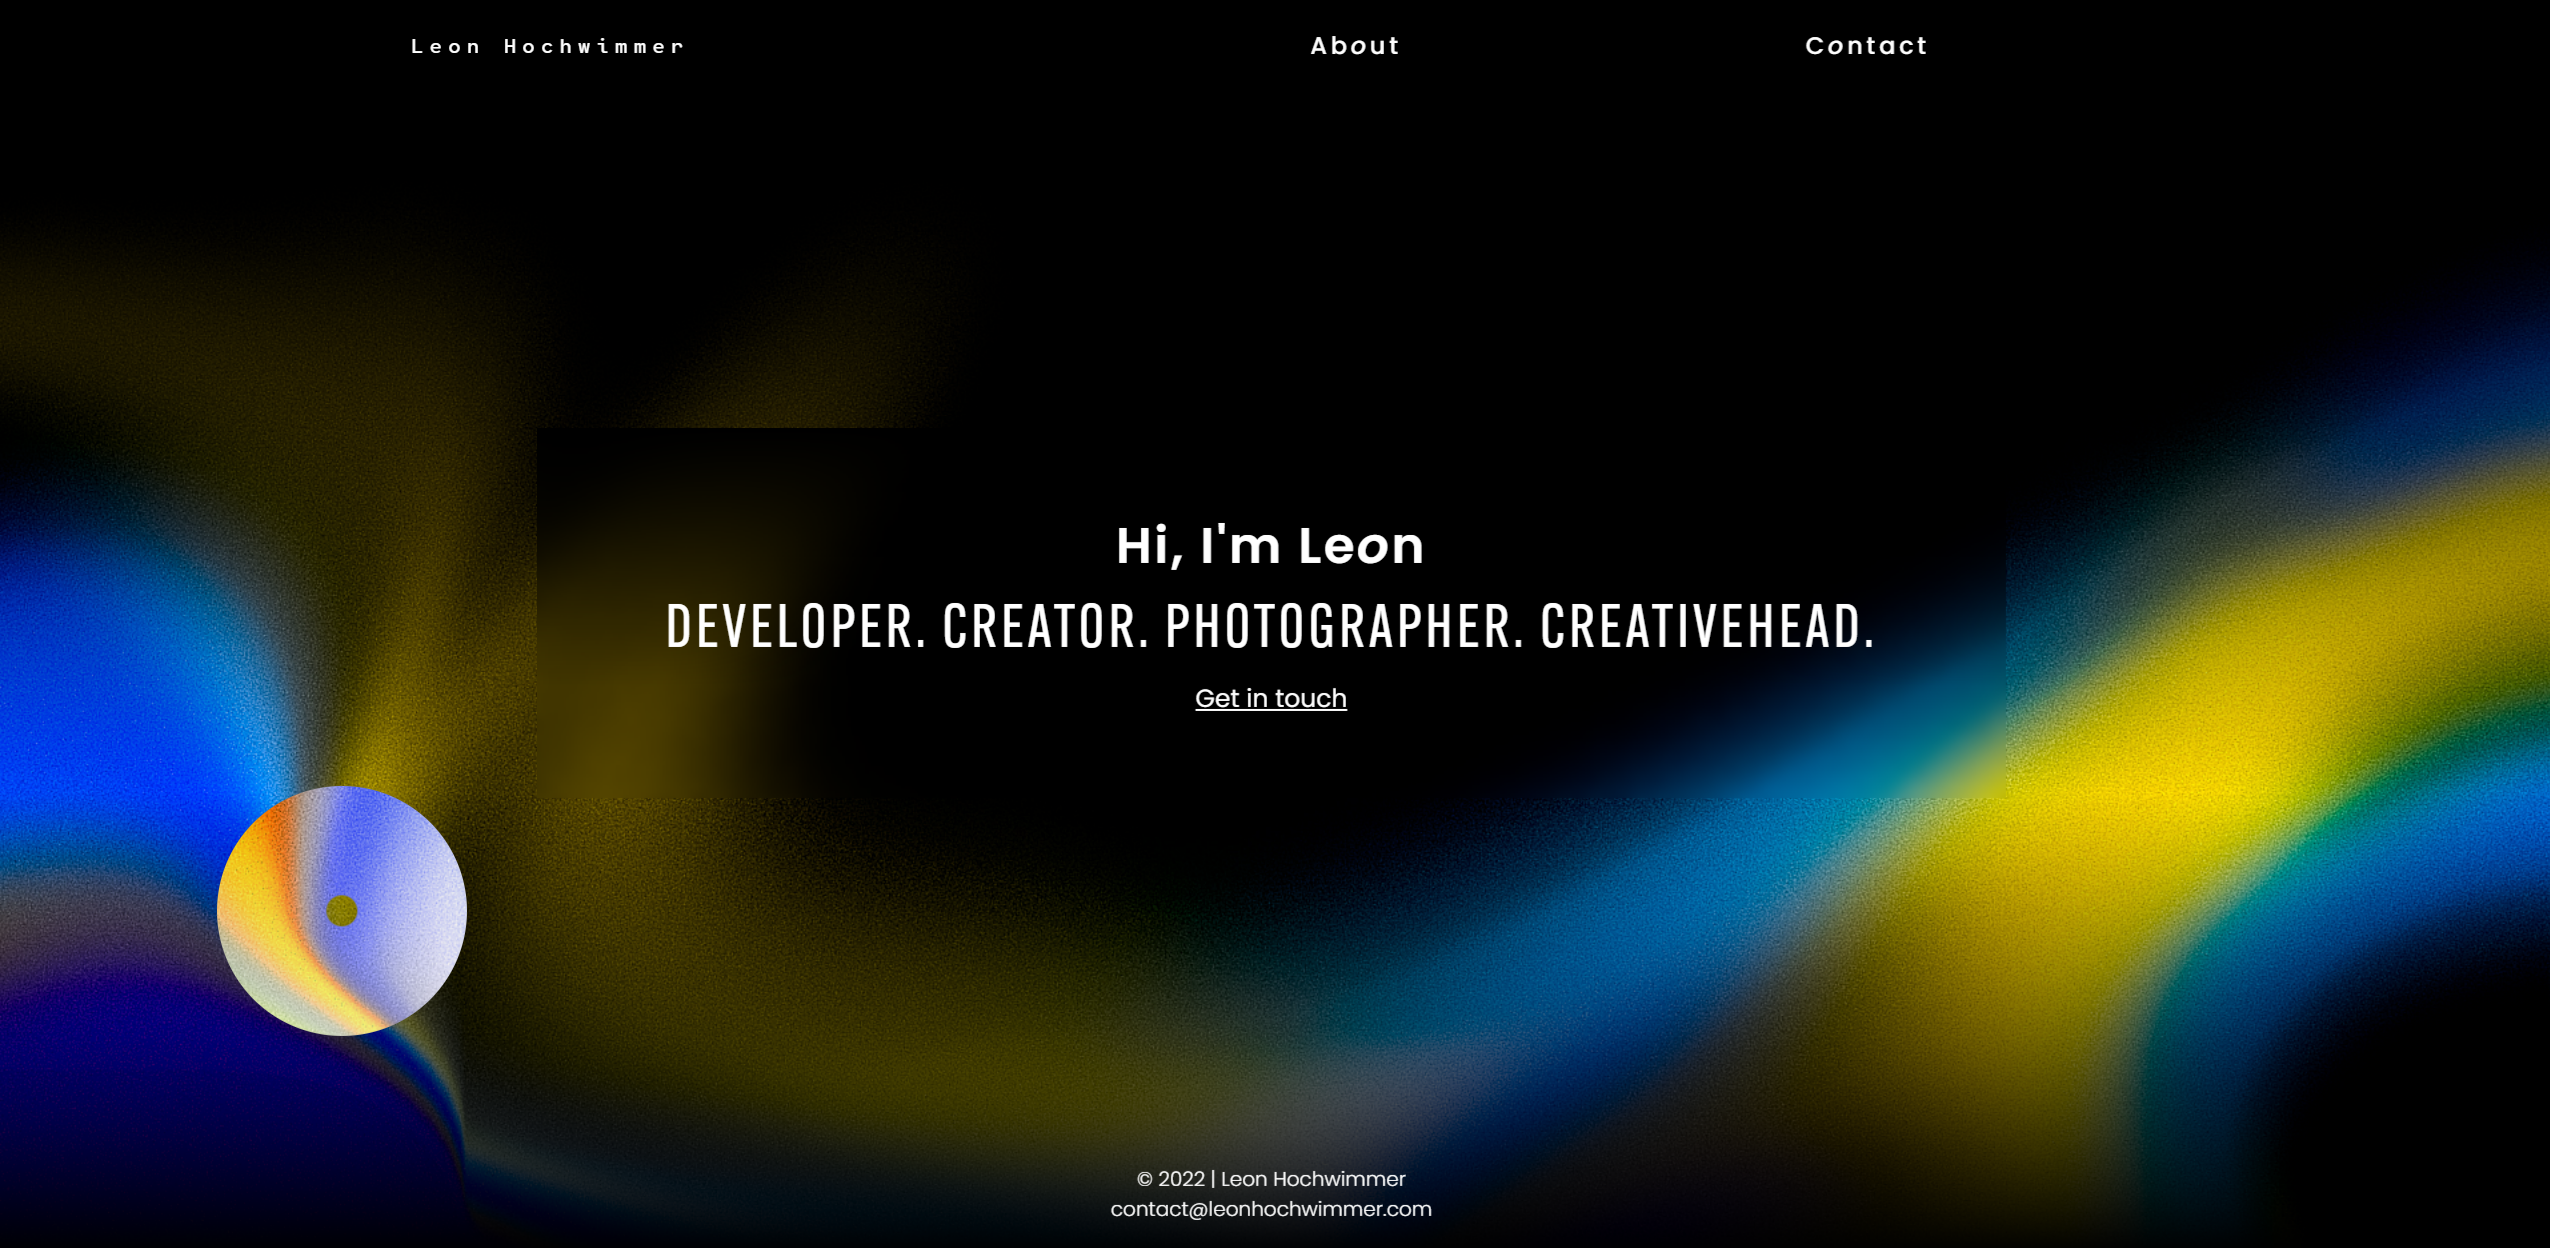 Leon Hochwimmer
About
Contact
Hi, I'm Leon
DEVELOPER. CREATOR. PHOTOGRAPHER. CREATIVEHEAD.
Get in touch
© 2022 | Leon Hochwimmer
contact@leonhochwimmer.com